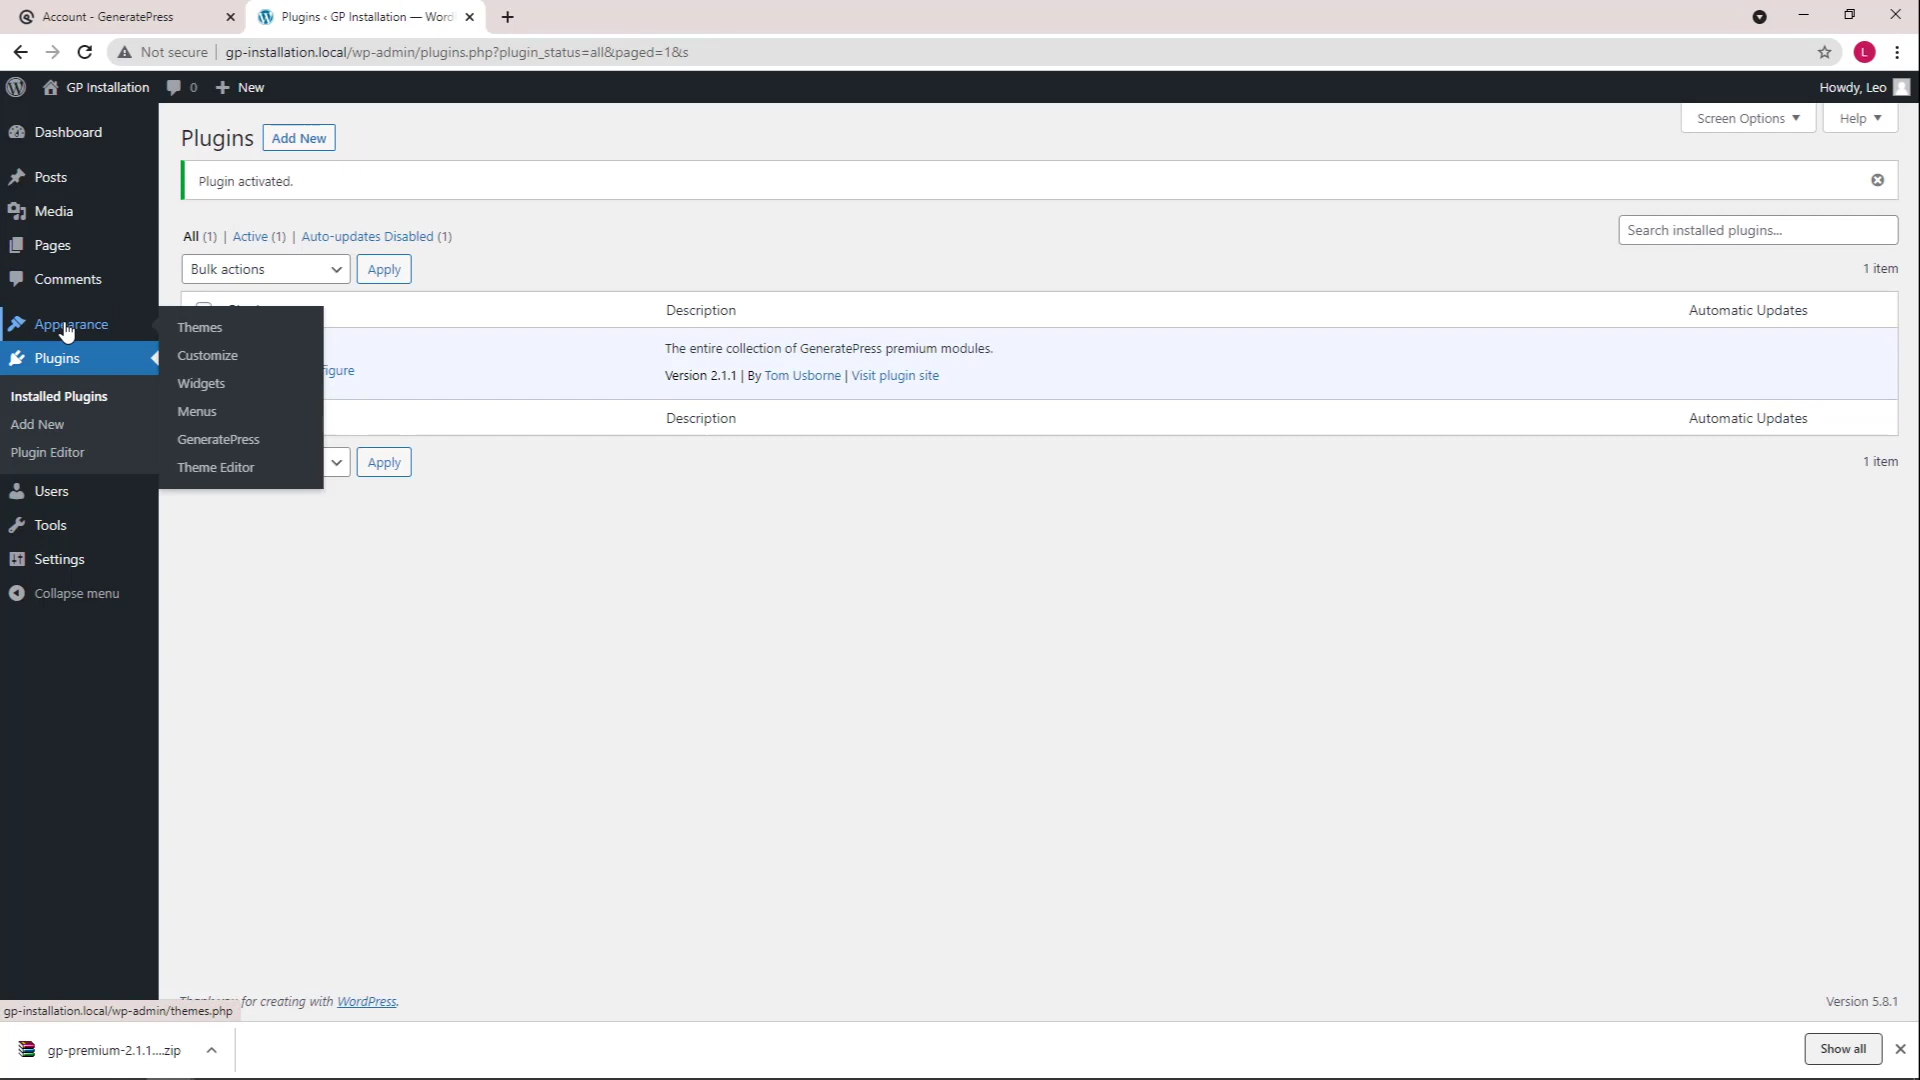 Account - GeneratePress
Plugins ‹ GP Installation — Word
Not secure
gp-installation.local/wp-admin/plugins.php?plugin_status=all&paged=1&s
L
GP Installation
0
New
Howdy, Leo
Dashboard
Posts
Media
Pages
Comments
Appearance
Plugins
Installed Plugins
Add New
Plugin Editor
Users
Tools
Settings
Collapse menu
Themes
Customize
Widgets
Menus
GeneratePress
Theme Editor
Plugins
Add New
Screen Options
Help
Plugin activated.
All (1) | Active (1) | Auto-updates Disabled (1)
Search installed plugins...
Bulk actions
Apply
1 item
Description
Automatic Updates
The entire collection of GeneratePress premium modules.
figure
Version 2.1.1 | By Tom Usborne | Visit plugin site
Description
Automatic Updates
Apply
1 item
for creating with WordPress.
Version 5.8.1
gp-installation.local/wp-admin/themes.php
gp-premium-2.1.1....zip
Show all